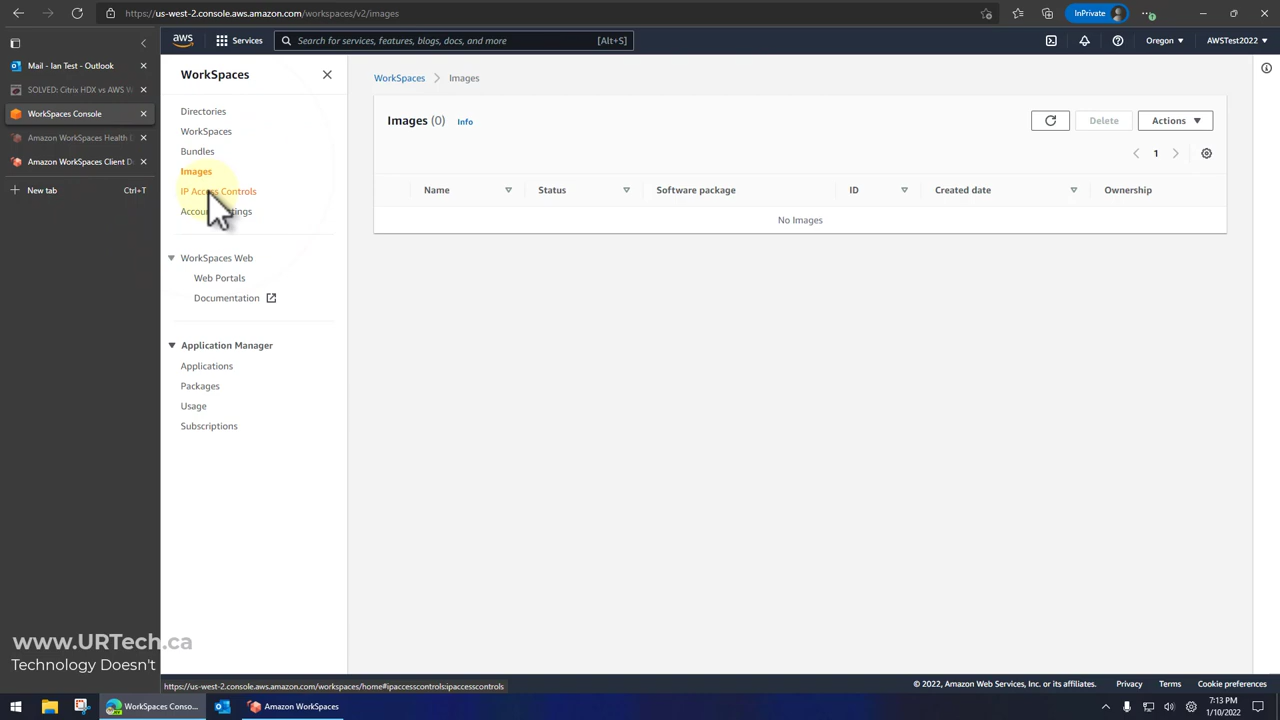 https://us-west-2.console.aws.amazon.com/workspaces/v2/images
InPrivate
Mail - Ian Test - Outlook
SOLVED: Citrix HDX vs AWS W
WorkSpaces Console
Amazon WorkSpaces Health [
Amazon WorkSpaces Client D
New tab
Ctrl+T
aws
Services
Search for services, features, blogs, docs, and more [Alt+S]
Oregon
AWSTest2022
WorkSpaces
Directories
WorkSpaces
Bundles
Images
IP Access Controls
Account Settings
WorkSpaces Web
Web Portals
Documentation
Application Manager
Applications
Packages
Usage
Subscriptions
WorkSpaces > Images
Images (0) Info
Delete
Actions
1
Name Status Software package ID Created date Ownership
No Images
www.URTech.ca
Technology Doesn't
https://us-west-2.console.aws.amazon.com/workspaces/home#ipaccesscontrols:ipaccesscontrols
© 2022, Amazon Web Services, Inc. or its affiliates. Privacy Terms Cookie preferences
WorkSpaces Conso...
Amazon WorkSpaces
7:13 PM
1/10/2022